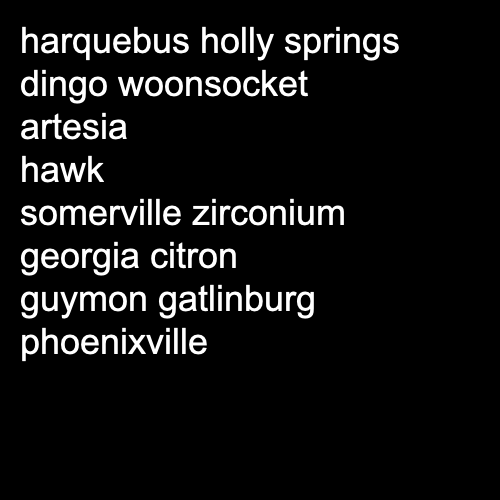 harquebus holly springs
dingo woonsocket
artesia
hawk
somerville zirconium
georgia citron
guymon gatlinburg
phoenixville